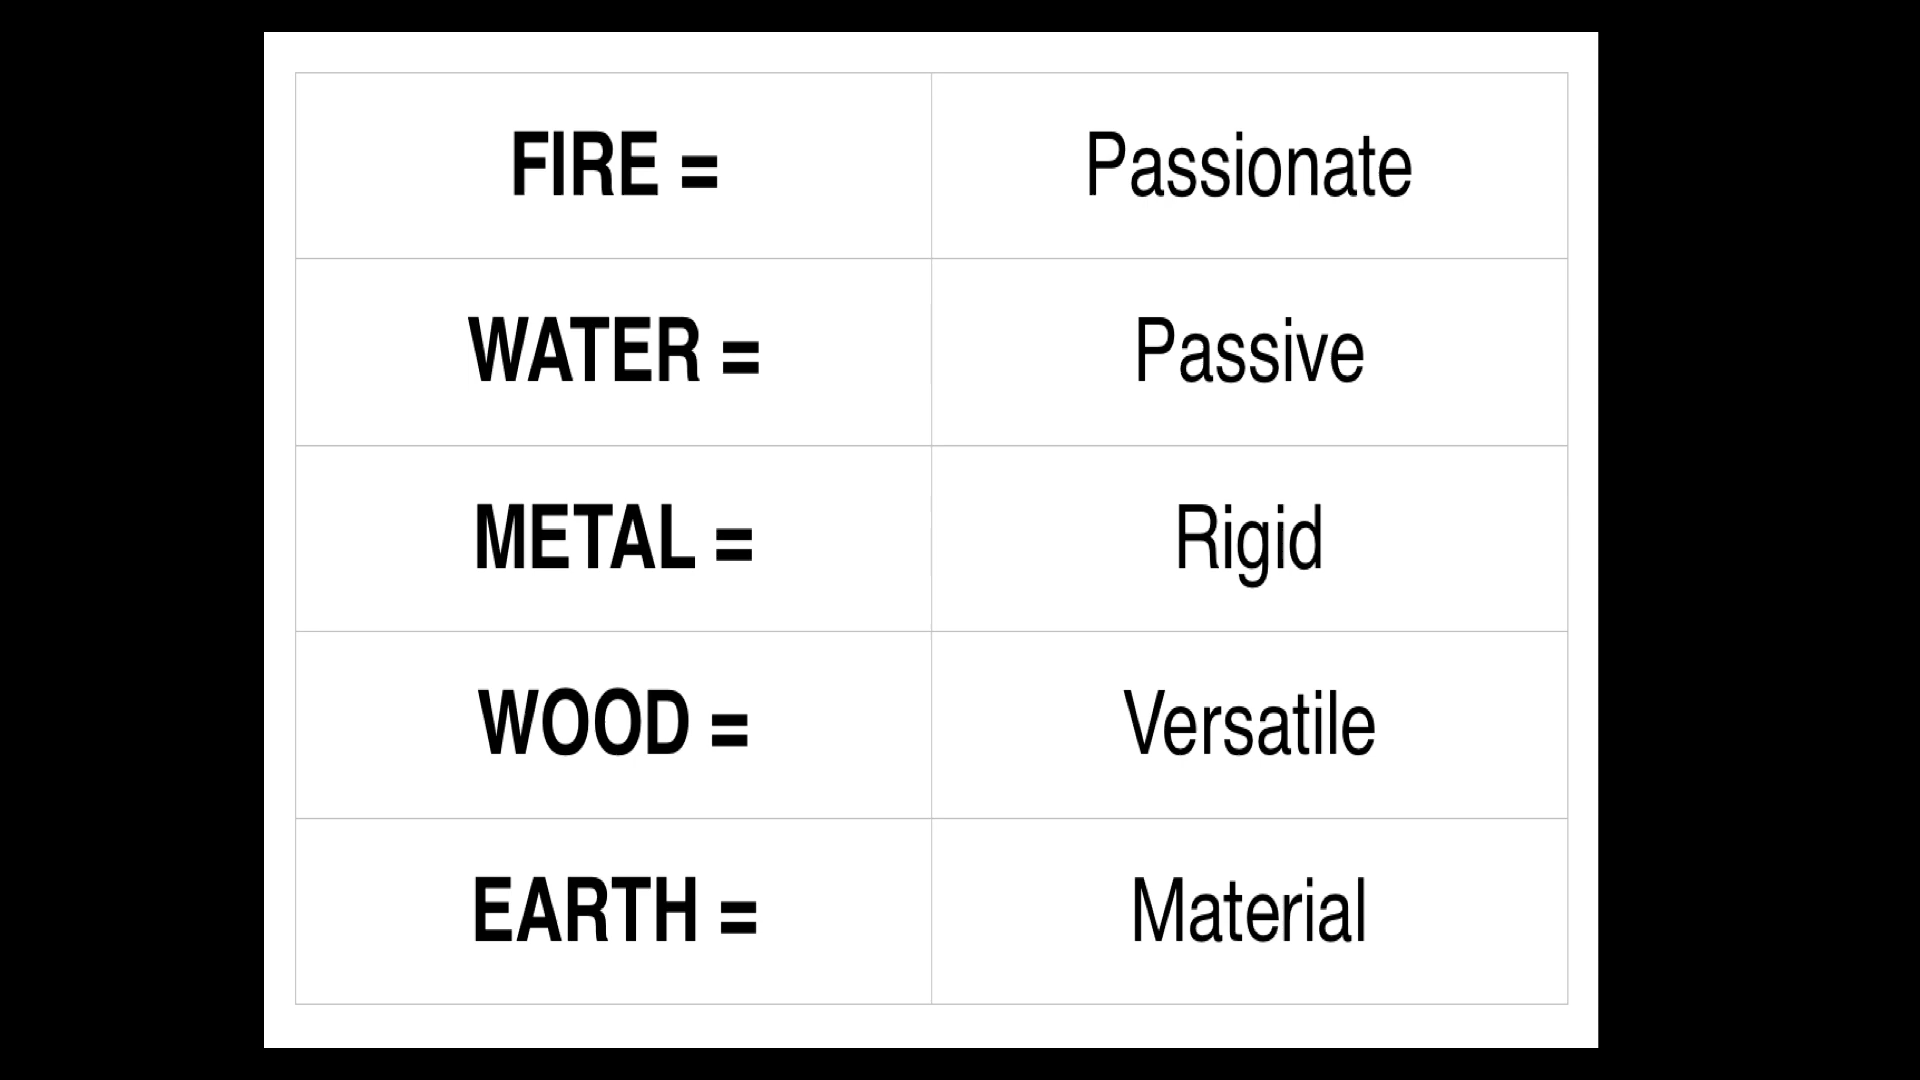 FIRE = Passionate
WATER = Passive
METAL = Rigid
WOOD = Versatile
EARTH = Material